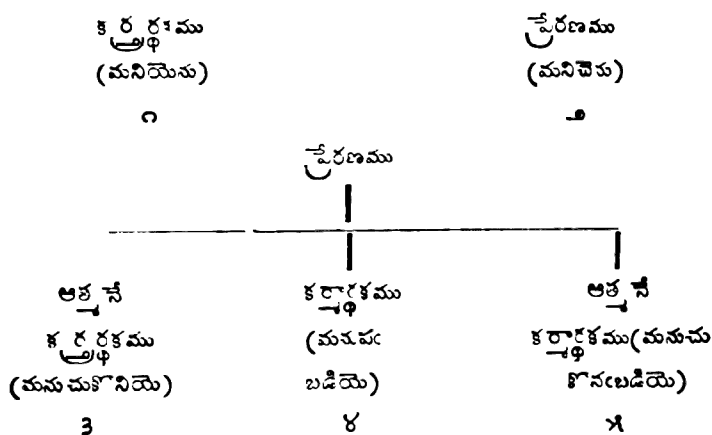 కర్త్రర్థకము ప్రేరణము
(మనియెను) (మనిచెను)
౧ ౨
ప్రేరణము
ఆత్మనే కర్మార్థకము ఆత్మనే
కర్త్రర్థకము (మనుపఁ కర్మార్థకము(మనుచు
(మనుచుకొనియె) బడియె) కొనఁబడియె)
౩ ౪ ౫